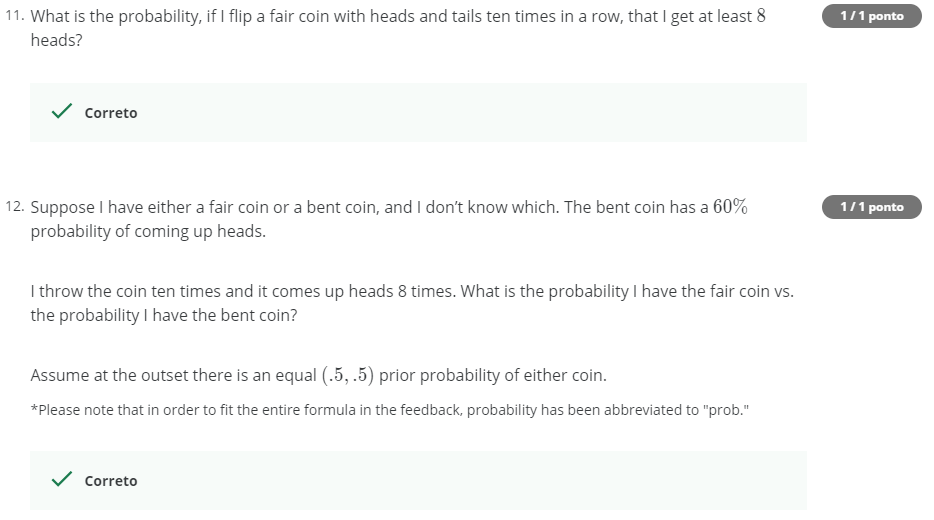 11. What is the probability, if I flip a fair coin with heads and tails ten times in a row, that I get at least 8
1 / 1 ponto
heads?
Correto
12. Suppose I have either a fair coin or a bent coin, and I don’t know which. The bent coin has a 60%
1 / 1 ponto
probability of coming up heads.
I throw the coin ten times and it comes up heads 8 times. What is the probability I have the fair coin vs.
the probability I have the bent coin?
Assume at the outset there is an equal (.5, .5) prior probability of either coin.
*Please note that in order to fit the entire formula in the feedback, probability has been abbreviated to "prob."
Correto